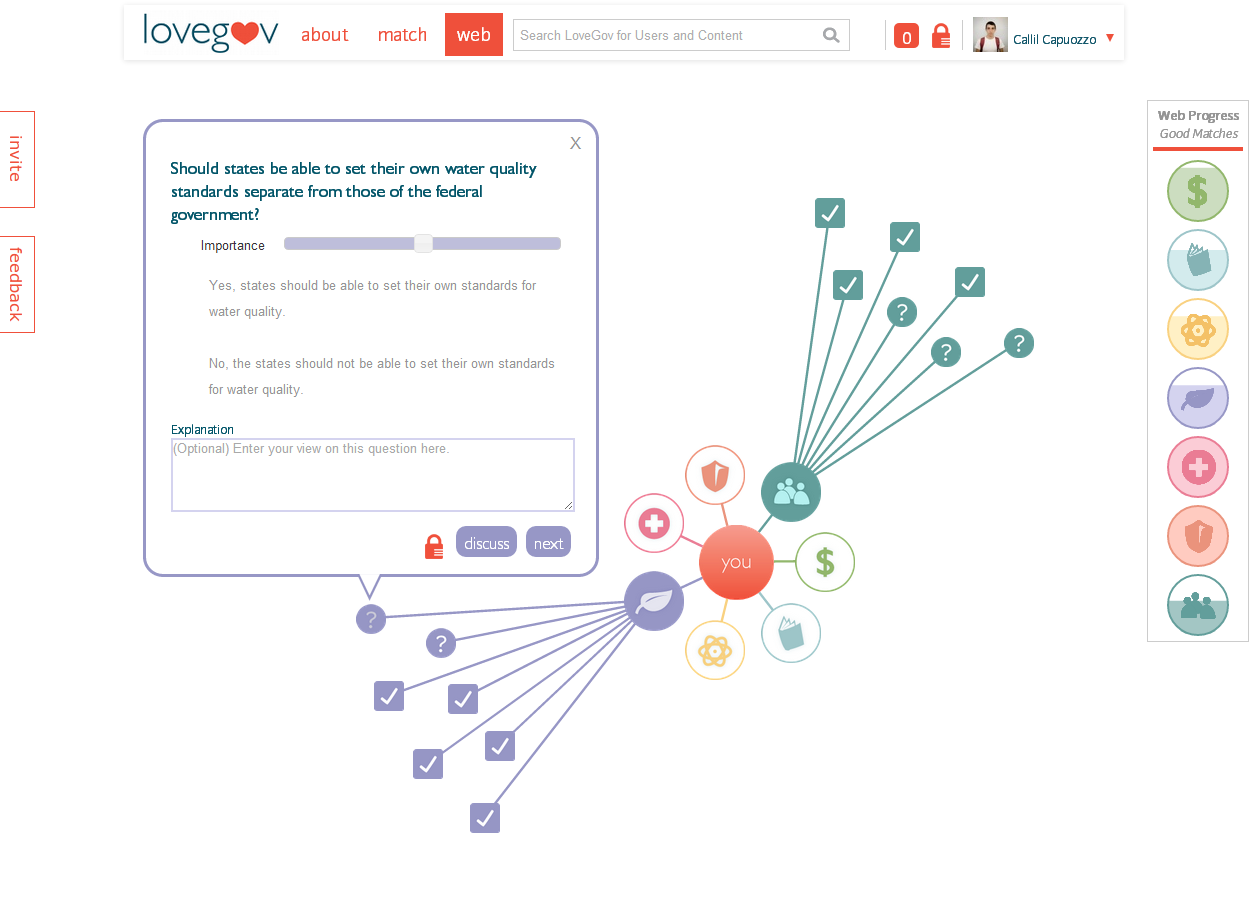 loveg v
about
match
web
Search LoveGov for Users and Content
0
Callil Capuozzo ▼
invite
feedback
Web Progress
Good Matches
$
X
Should states be able to set their own water quality
standards separate from those of the federal
government?
Importance
Yes, states should be able to set their own standards for
water quality.
No, the states should not be able to set their own standards
for water quality.
Explanation
(Optional) Enter your view on this question here.
discuss
next
?
?
?
?
?
you
$